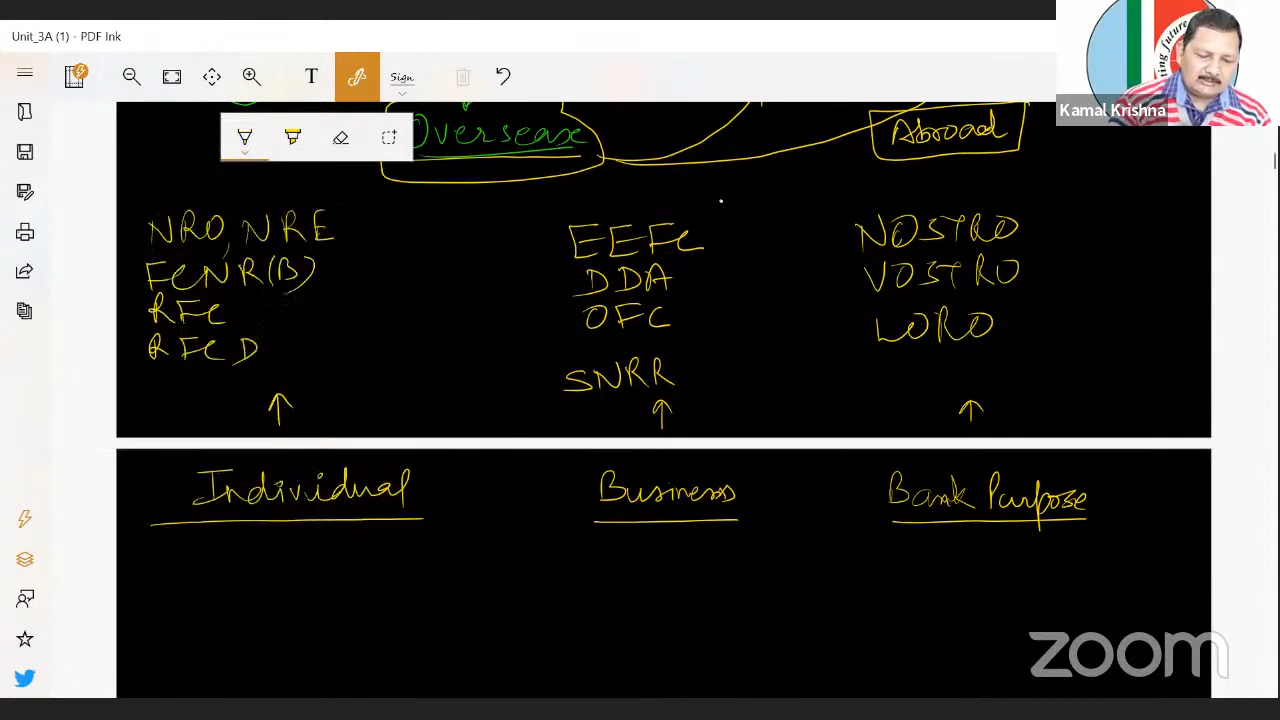 Unit_3A (1) - PDF Ink
T
Sign
Kamal Krishna
Overseas
Abroad
NRO, NRE
FCNR(B)
RFC
RFCD
EEFC
DDA
OFC
SNRR
NOSTRO
VOSTRO
LORO
Individual
Business
Bank Purpose
zoom